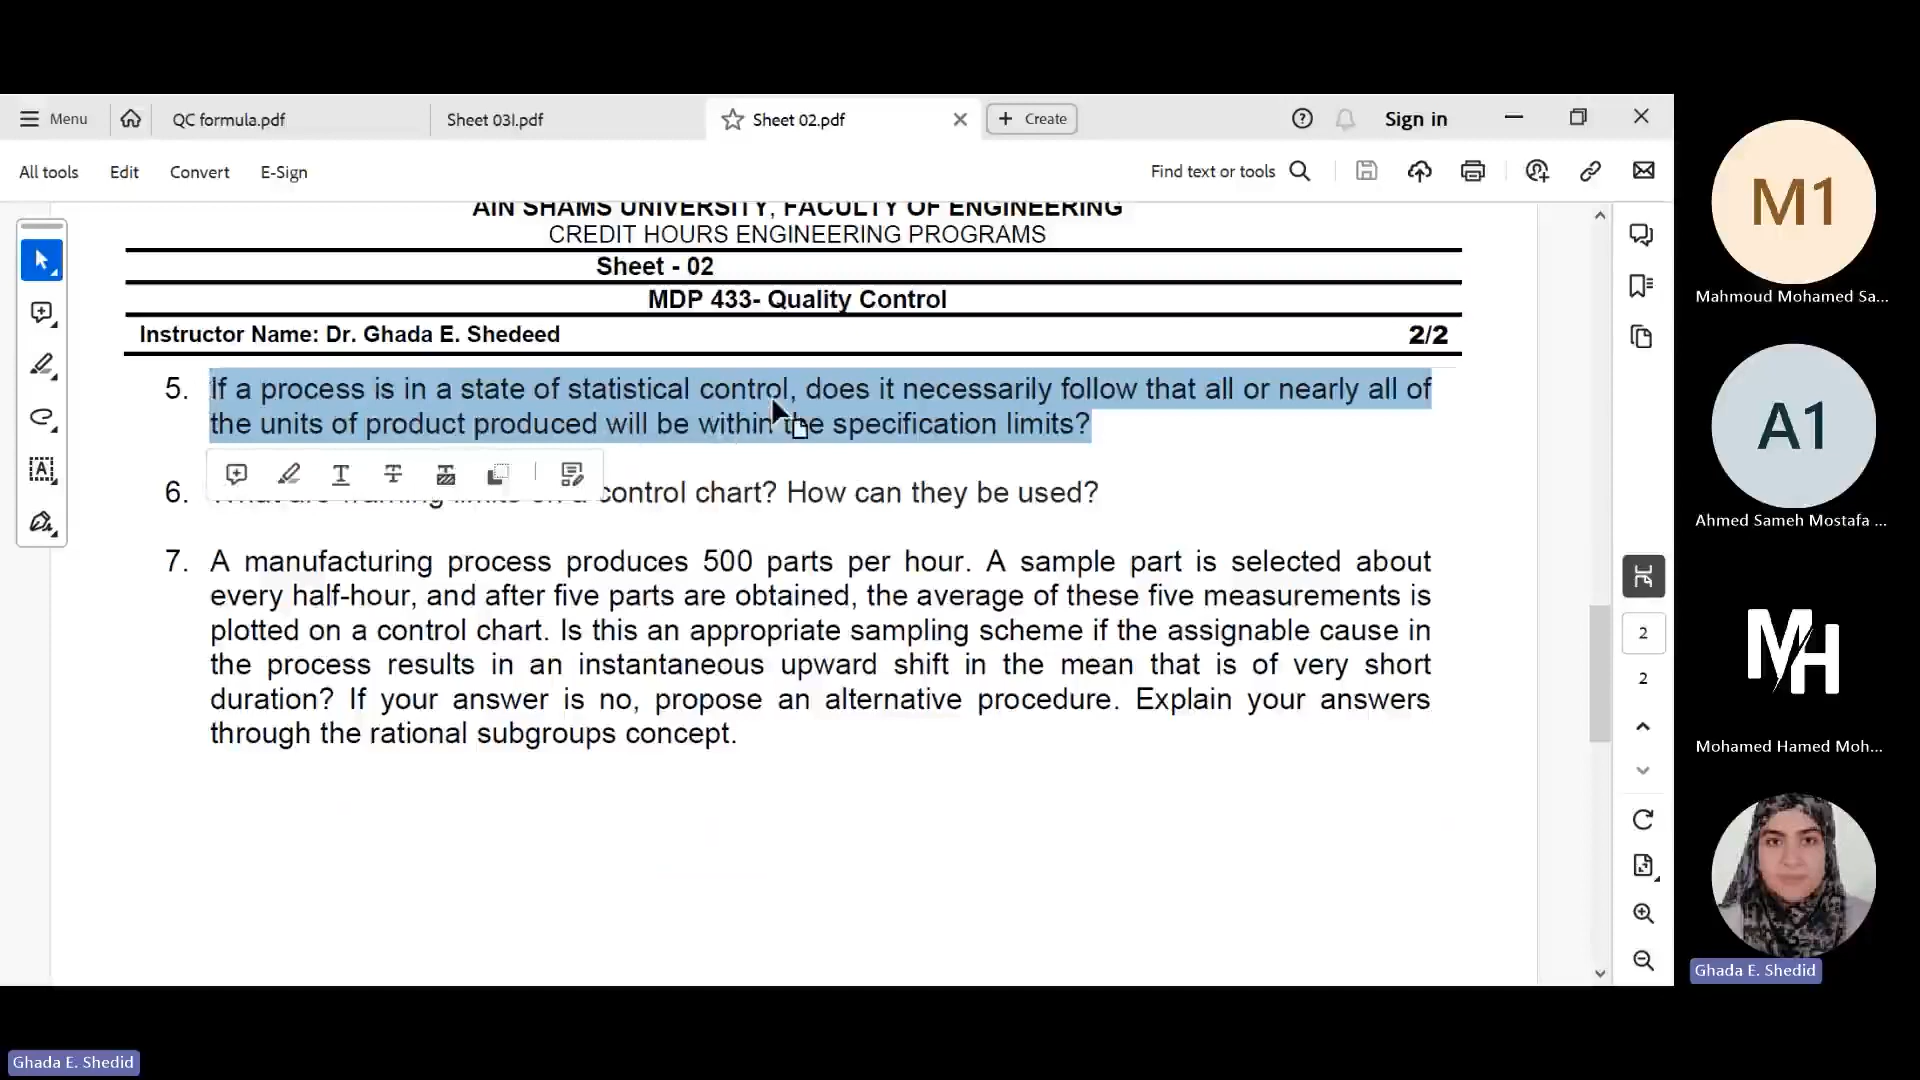 Menu
QC formula.pdf
Sheet 03I.pdf
Sheet 02.pdf
Create
Sign in
All tools
Edit
Convert
E-Sign
Find text or tools
AIN SHAMS UNIVERSITY, FACULTY OF ENGINEERING
CREDIT HOURS ENGINEERING PROGRAMS
Sheet - 02
MDP 433- Quality Control
Instructor Name: Dr. Ghada E. Shedeed 2/2
5. If a process is in a state of statistical control, does it necessarily follow that all or nearly all of
the units of product produced will be within the specification limits?
6. control chart? How can they be used?
7. A manufacturing process produces 500 parts per hour. A sample part is selected about
every half-hour, and after five parts are obtained, the average of these five measurements is
plotted on a control chart. Is this an appropriate sampling scheme if the assignable cause in
the process results in an instantaneous upward shift in the mean that is of very short
duration? If your answer is no, propose an alternative procedure. Explain your answers
through the rational subgroups concept.
2
2
M1
Mahmoud Mohamed Sa...
A1
Ahmed Sameh Mostafa ...
MH
Mohamed Hamed Moh...
Ghada E. Shedid
Ghada E. Shedid